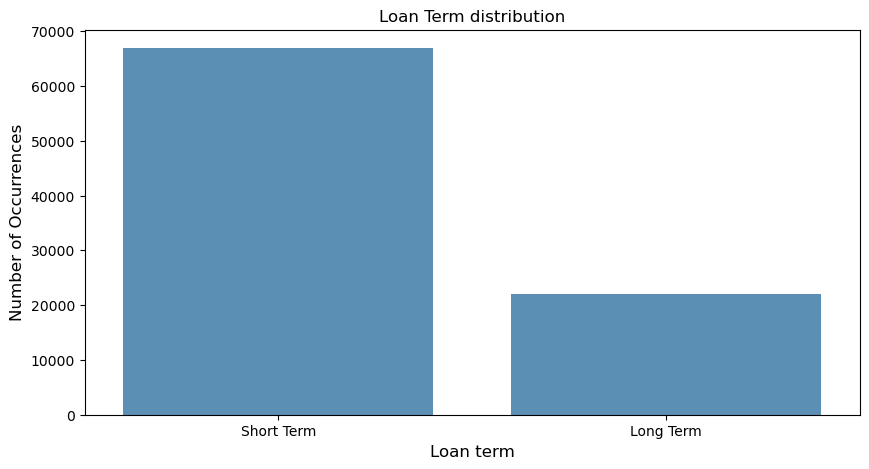 Loan Term distribution
70000
60000
50000
40000
30000
20000
10000
0
Number of Occurrences
Short Term
Long Term
Loan term